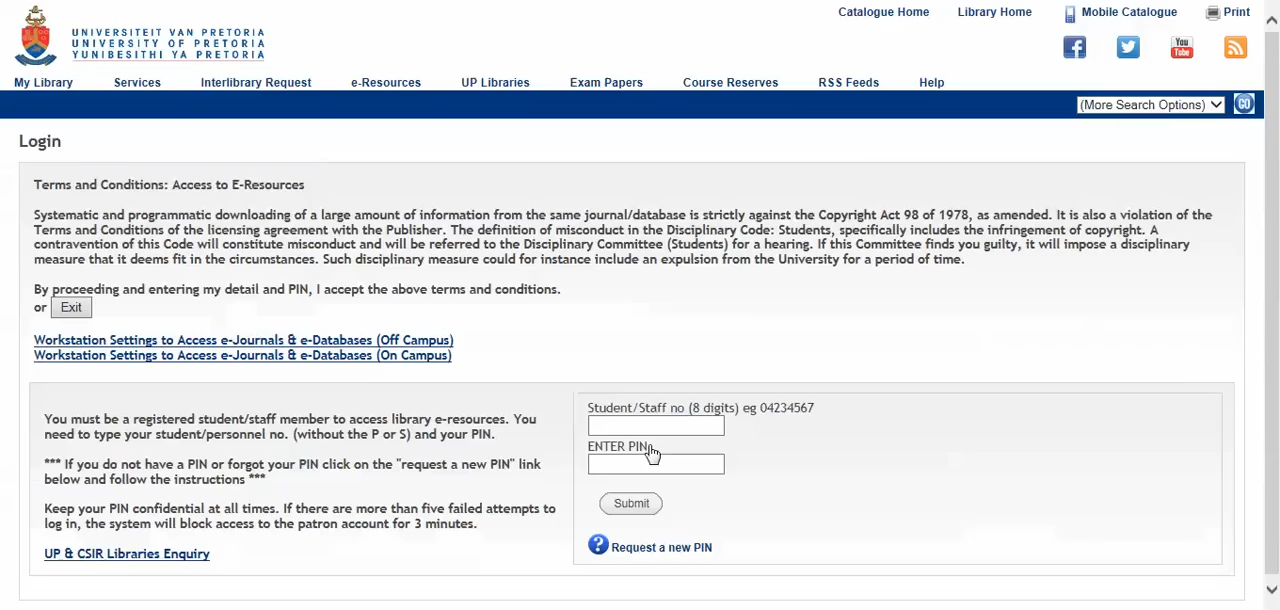 Catalogue Home Library Home Mobile Catalogue Print
UNIVERSITEIT VAN PRETORIA
UNIVERSITY OF PRETORIA
YUNIBESITHI YA PRETORIA
You Tube
My Library Services Interlibrary Request e-Resources UP Libraries Exam Papers Course Reserves RSS Feeds Help
(More Search Options) GO
Login
Terms and Conditions: Access to E-Resources
Systematic and programmatic downloading of a large amount of information from the same journal/database is strictly against the Copyright Act 98 of 1978, as amended. It is also a violation of the
Terms and Conditions of the licensing agreement with the Publisher. The definition of misconduct in the Disciplinary Code: Students, specifically includes the infringement of copyright. A
contravention of this Code will constitute misconduct and will be referred to the Disciplinary Committee (Students) for a hearing. If this Committee finds you guilty, it will impose a disciplinary
measure that it deems fit in the circumstances. Such disciplinary measure could for instance include an expulsion from the University for a period of time.
By proceeding and entering my detail and PIN, I accept the above terms and conditions.
or Exit
Workstation Settings to Access e-Journals & e-Databases (Off Campus)
Workstation Settings to Access e-Journals & e-Databases (On Campus)
You must be a registered student/staff member to access library e-resources. You
need to type your student/personnel no. (without the P or S) and your PIN.
*** If you do not have a PIN or forgot your PIN click on the "request a new PIN" link
below and follow the instructions ***
Keep your PIN confidential at all times. If there are more than five failed attempts to
log in, the system will block access to the patron account for 3 minutes.
UP & CSIR Libraries Enquiry
Student/Staff no (8 digits) eg 04234567
ENTER PIN
Submit
? Request a new PIN